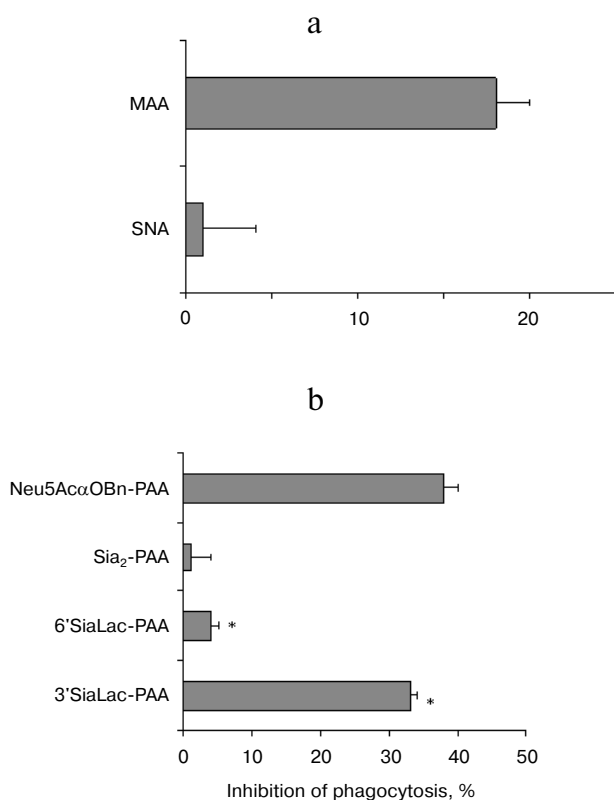 a
MAA
SNA
0 10 20
b
Neu5AcαOBn-PAA
Sia₂-PAA
6'SiaLac-PAA *
3'SiaLac-PAA *
0 10 20 30 40 50
Inhibition of phagocytosis, %